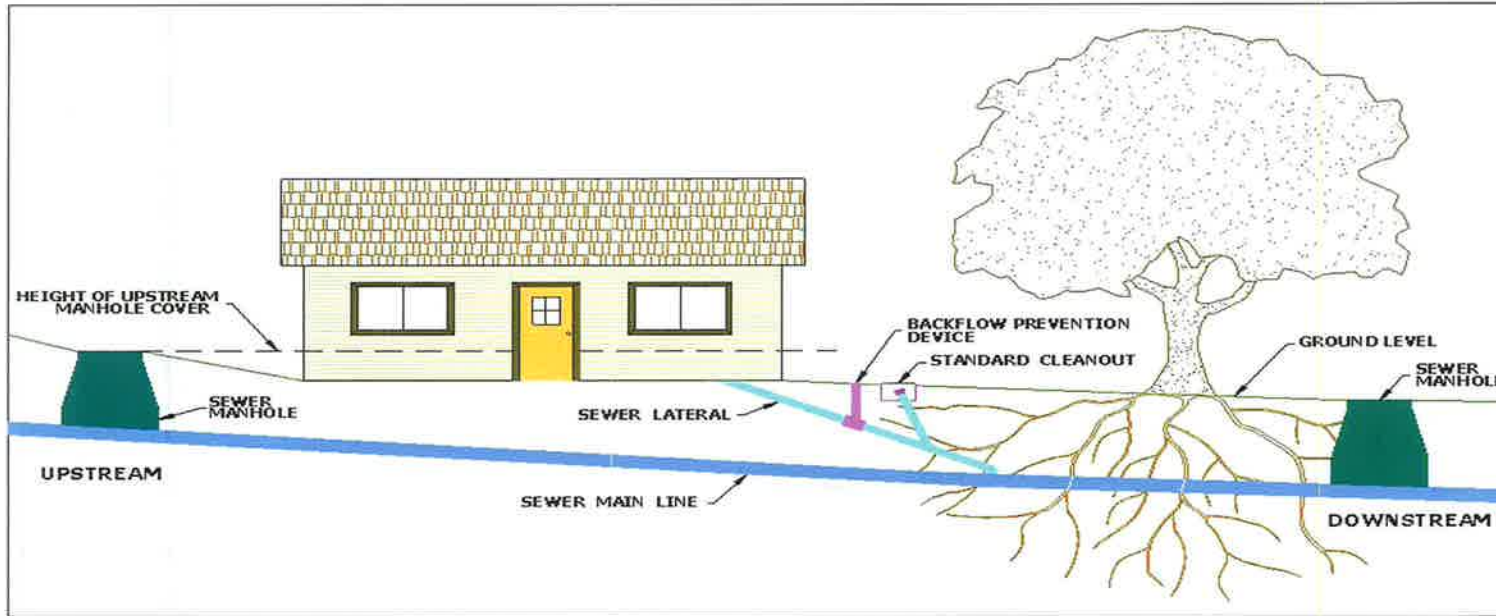 HEIGHT OF UPSTREAM
MANHOLE COVER
BACKFLOW PREVENTION
DEVICE
STANDARD CLEANOUT
GROUND LEVEL
SEWER
MANHOLE
SEWER
MANHOLE
SEWER LATERAL
UPSTREAM
SEWER MAIN LINE
DOWNSTREAM